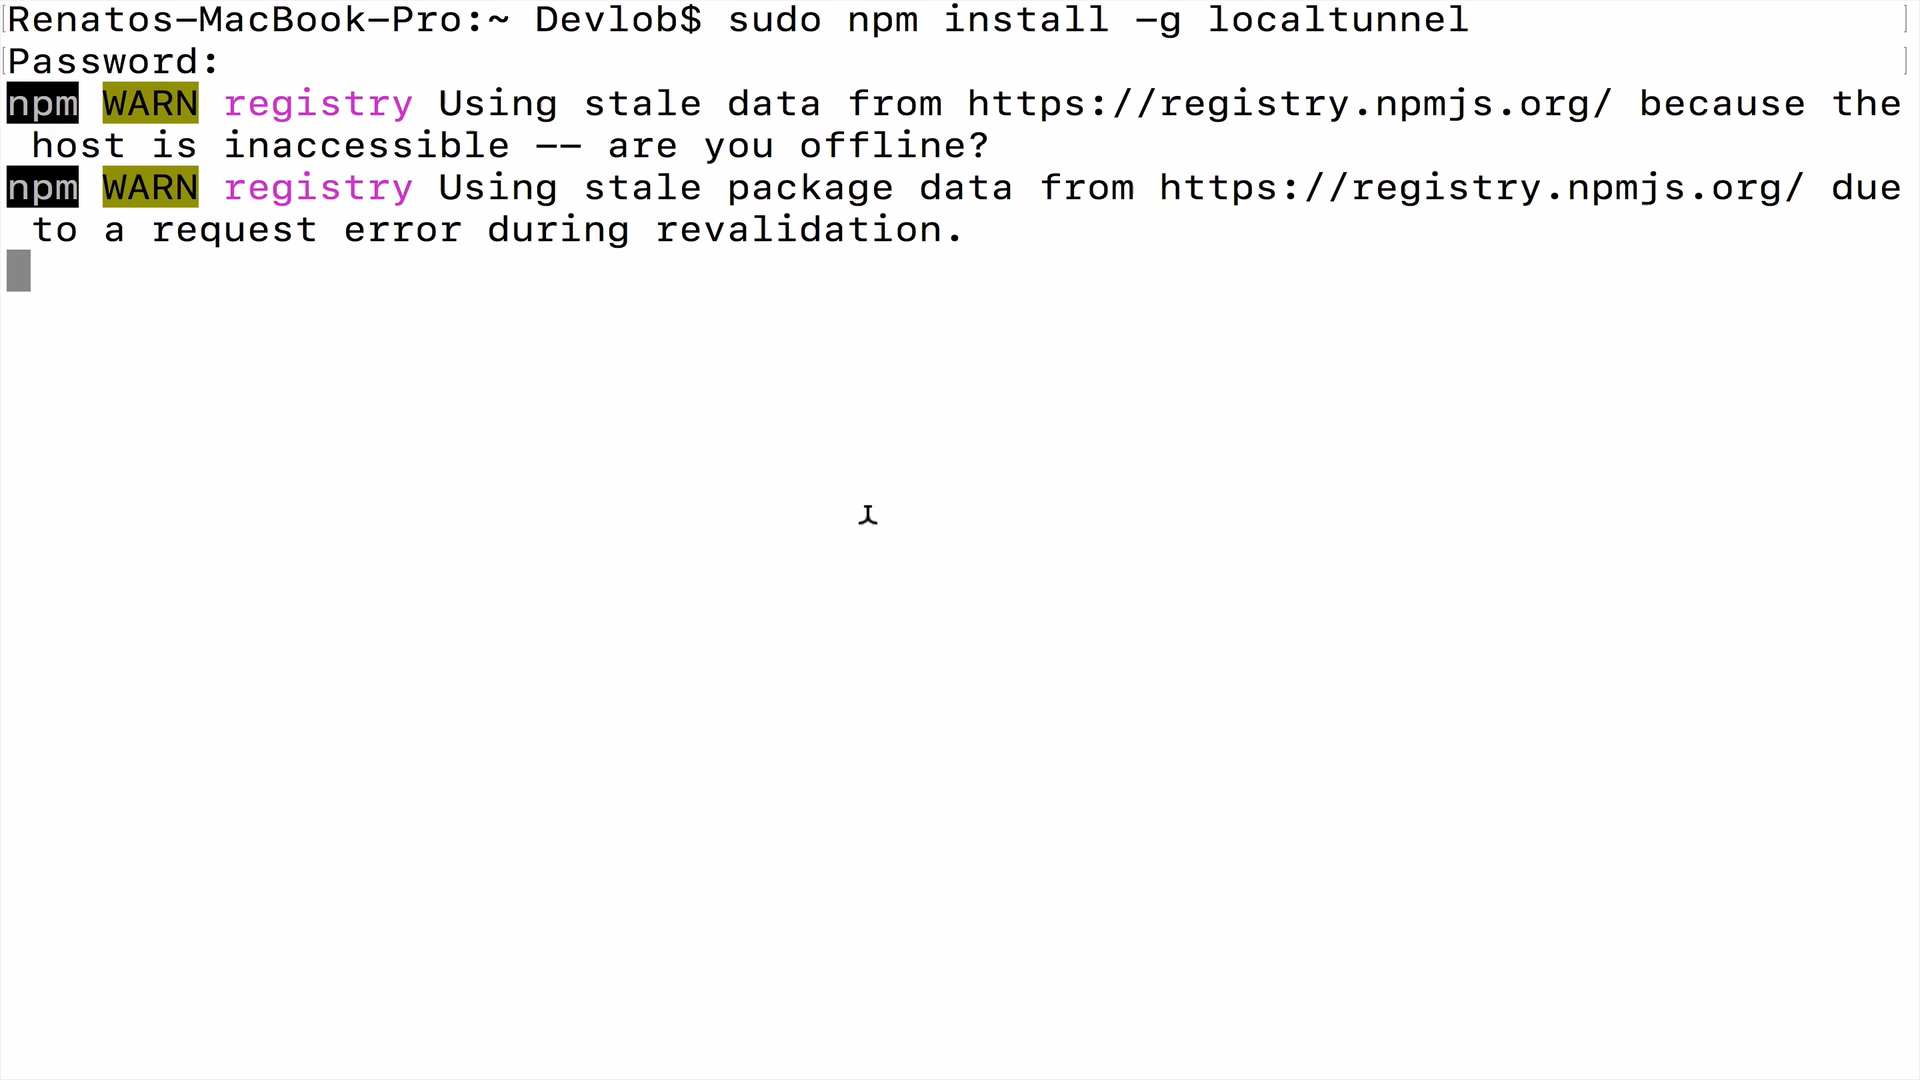 Renatos-MacBook-Pro:~ Devlob$ sudo npm install -g localtunnel
Password:
npm WARN registry Using stale data from https://registry.npmjs.org/ because the
host is inaccessible -- are you offline?
npm WARN registry Using stale package data from https://registry.npmjs.org/ due
to a request error during revalidation.